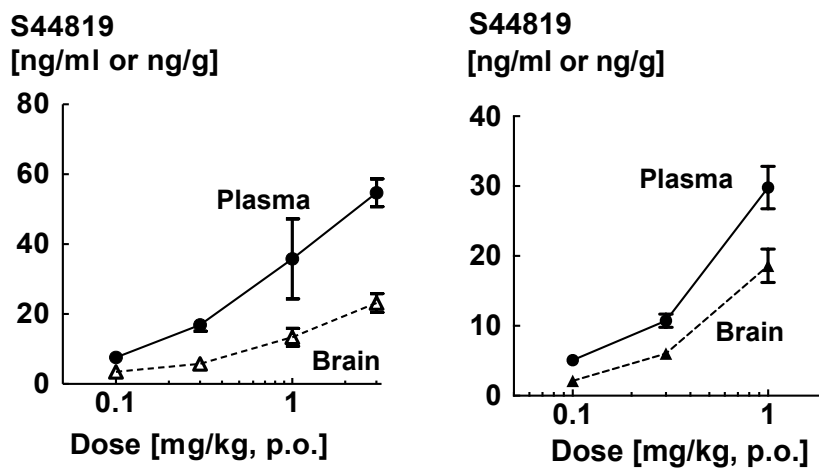 S44819
[ng/ml or ng/g]
80
60
40
20
0
Plasma
Brain
0.1
1
Dose [mg/kg, p.o.]
S44819
[ng/ml or ng/g]
40
30
20
10
0
Plasma
Brain
0.1
1
Dose [mg/kg, p.o.]